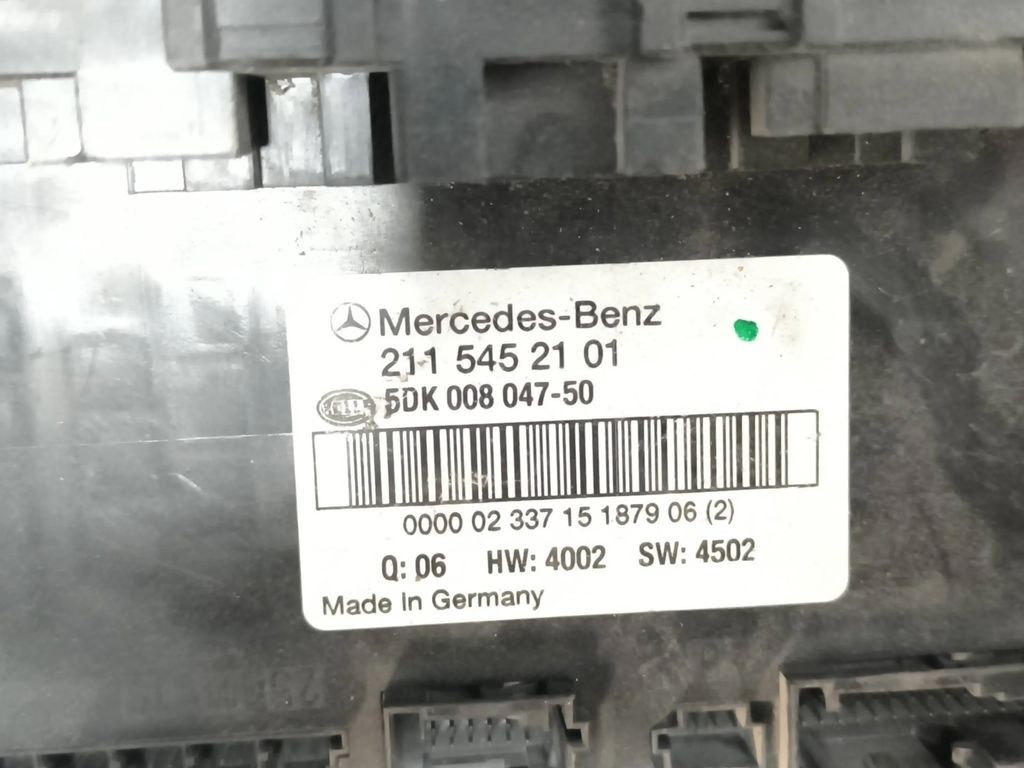 Mercedes-Benz
211 545 21 01
HELLA 5DK 008 047-50
0000 02 337 15 1879 06 (2)
Q: 06 HW: 4002 SW: 4502
Made in Germany